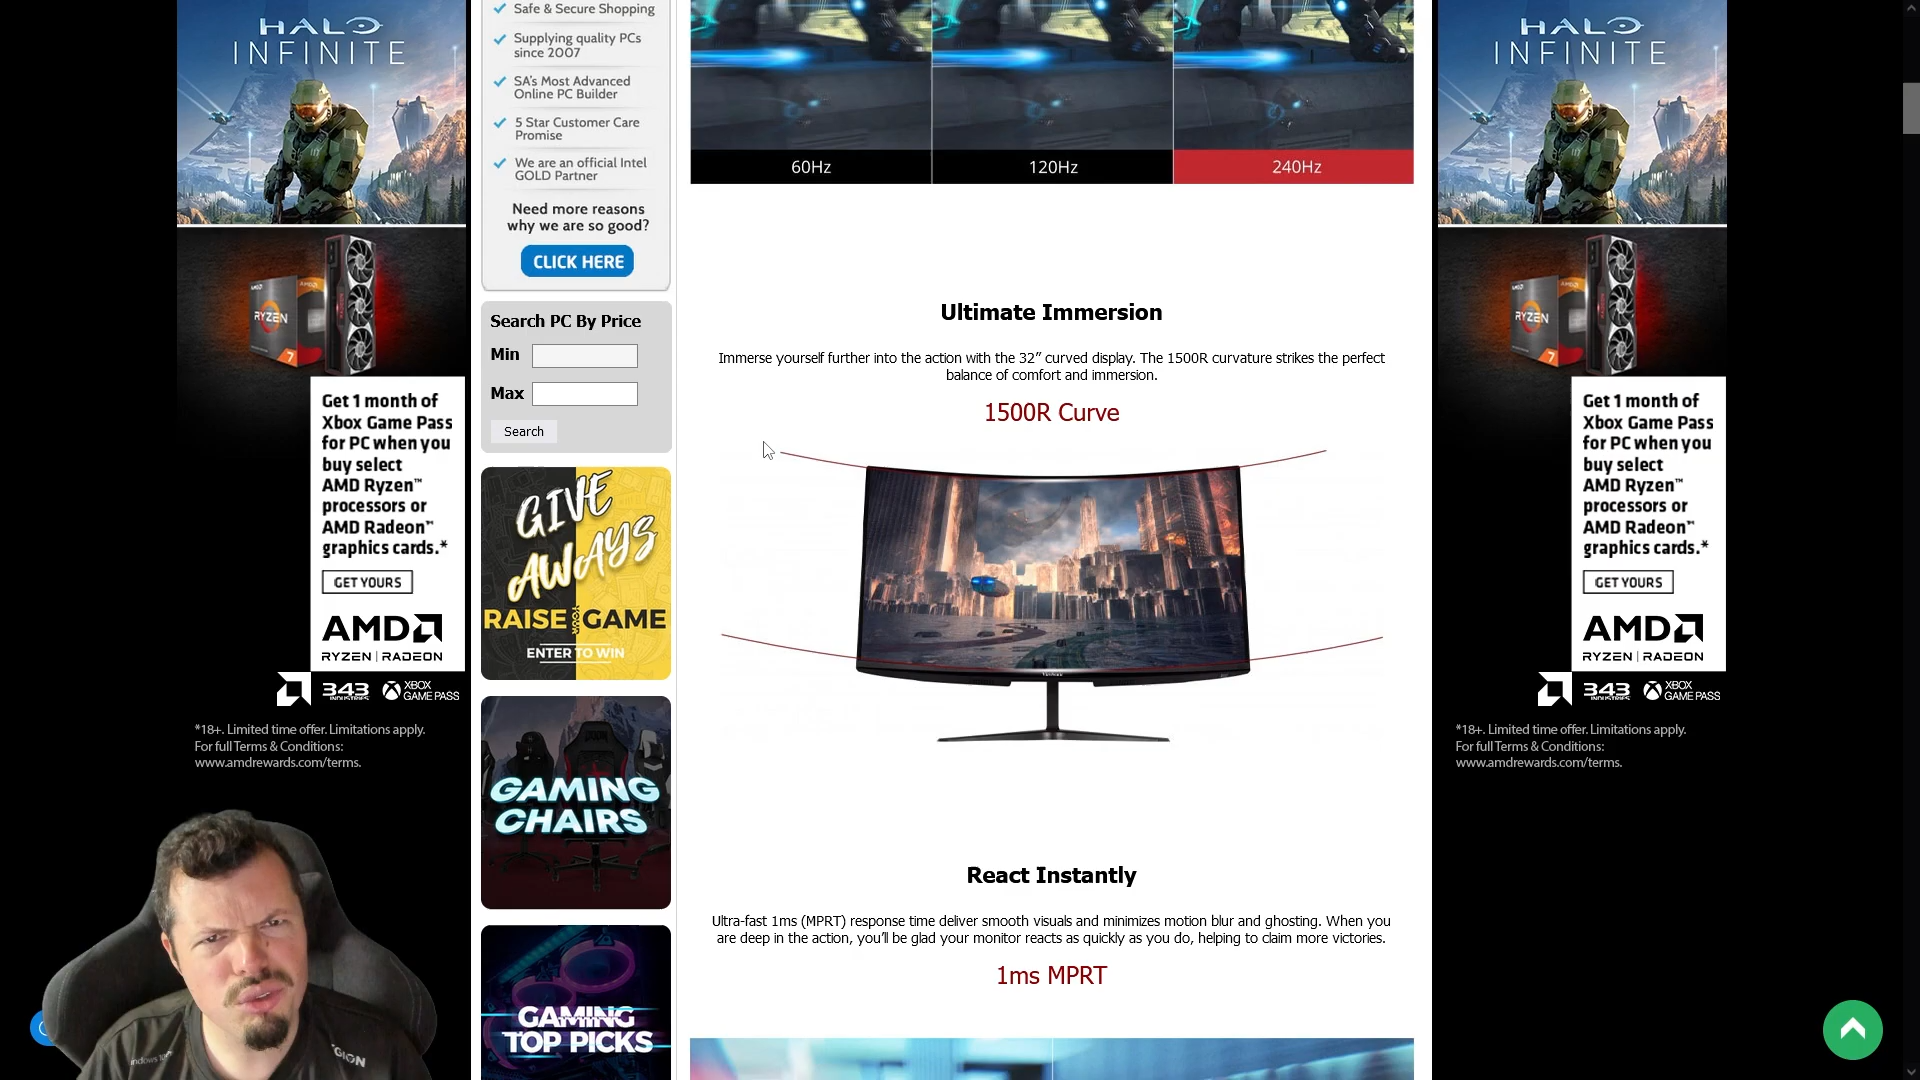 HALO
INFINITE
RYZEN
7
Get 1 month of
Xbox Game Pass
for PC when you
buy select
AMD Ryzen™
processors or
AMD Radeon™
graphics cards.*
GET YOURS
AMD
RYZEN | RADEON
343
INDUSTRIES
XBOX
GAME PASS
*18+. Limited time offer. Limitations apply.
For full Terms & Conditions:
www.amdrewards.com/terms.
Safe & Secure Shopping
Supplying quality PCs
since 2007
SA's Most Advanced
Online PC Builder
5 Star Customer Care
Promise
We are an official Intel
GOLD Partner
Need more reasons
why we are so good?
CLICK HERE
Search PC By Price
Min
Max
Search
GIVE
AWAYS
RAISE YOUR GAME
ENTER TO WIN
GAMING
CHAIRS
GAMING
TOP PICKS
60Hz
120Hz
240Hz
Ultimate Immersion
Immerse yourself further into the action with the 32” curved display. The 1500R curvature strikes the perfect
balance of comfort and immersion.
1500R Curve
React Instantly
Ultra-fast 1ms (MPRT) response time deliver smooth visuals and minimizes motion blur and ghosting. When you
are deep in the action, you’ll be glad your monitor reacts as quickly as you do, helping to claim more victories.
1ms MPRT
HALO
INFINITE
RYZEN
7
Get 1 month of
Xbox Game Pass
for PC when you
buy select
AMD Ryzen™
processors or
AMD Radeon™
graphics cards.*
GET YOURS
AMD
RYZEN | RADEON
343
INDUSTRIES
XBOX
GAME PASS
*18+. Limited time offer. Limitations apply.
For full Terms & Conditions:
www.amdrewards.com/terms.